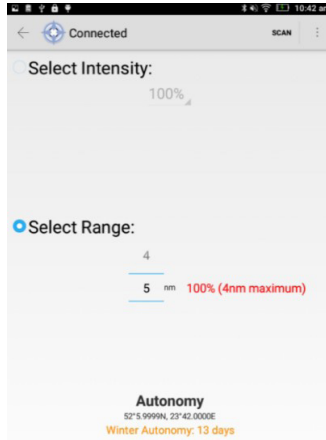 10:42 am
Connected
SCAN
Select Intensity:
100%
Select Range:
4
5 nm 100% (4nm maximum)
Autonomy
52°5.9999N, 23°42.0000E
Winter Autonomy: 13 days